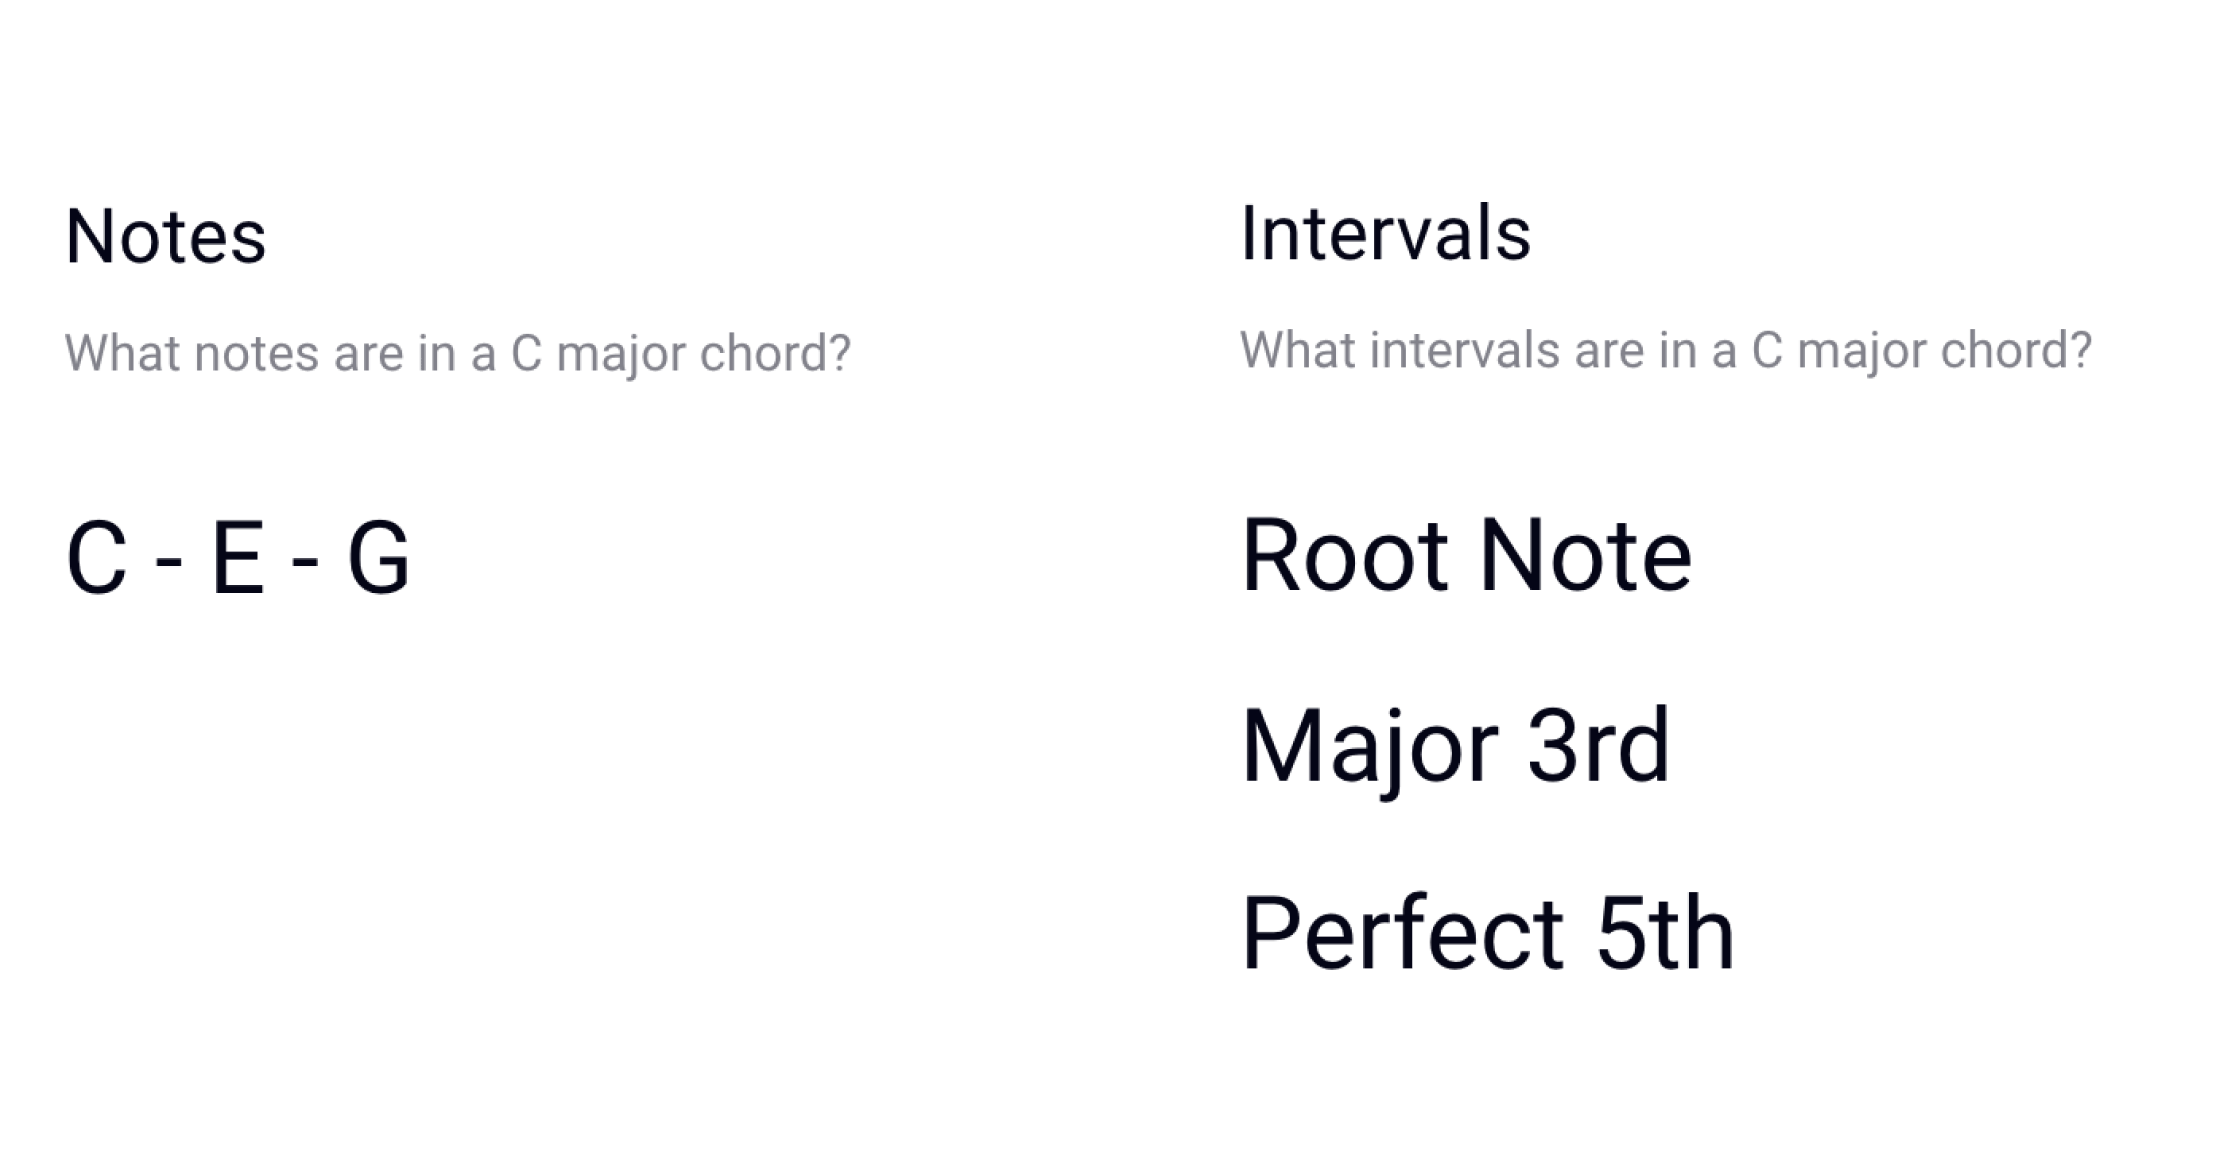 Notes
What notes are in a C major chord?
C - E - G
Intervals
What intervals are in a C major chord?
Root Note
Major 3rd
Perfect 5th